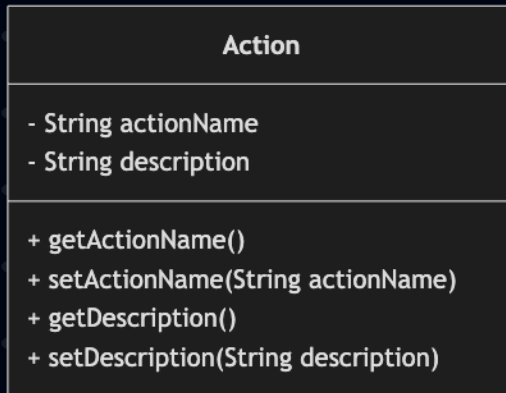 Action
- String actionName
- String description
+ getActionName()
+ setActionName(String actionName)
+ getDescription()
+ setDescription(String description)